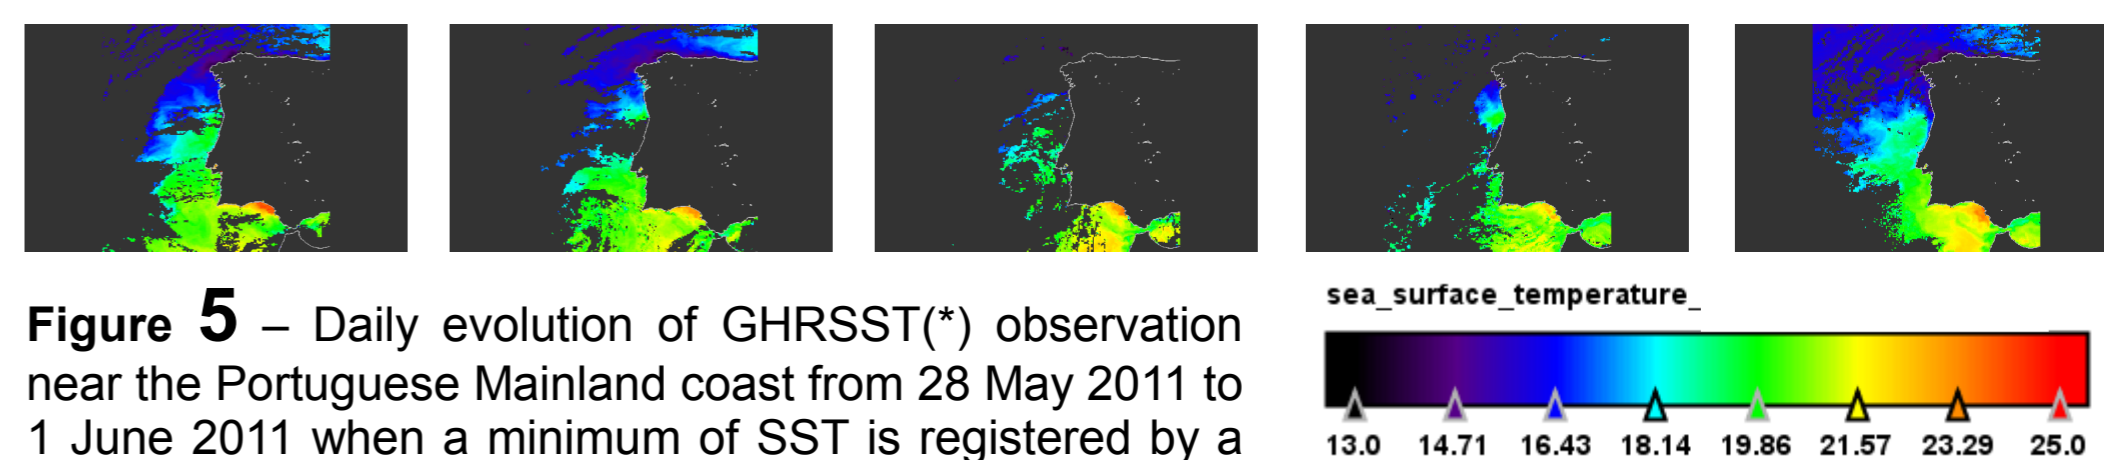 sea_surface_temperature_
13.0 14.71 16.43 18.14 19.86 21.57 23.29 25.0
Figure 5 – Daily evolution of GHRSST(*) observation
near the Portuguese Mainland coast from 28 May 2011 to
1 June 2011 when a minimum of SST is registered by a